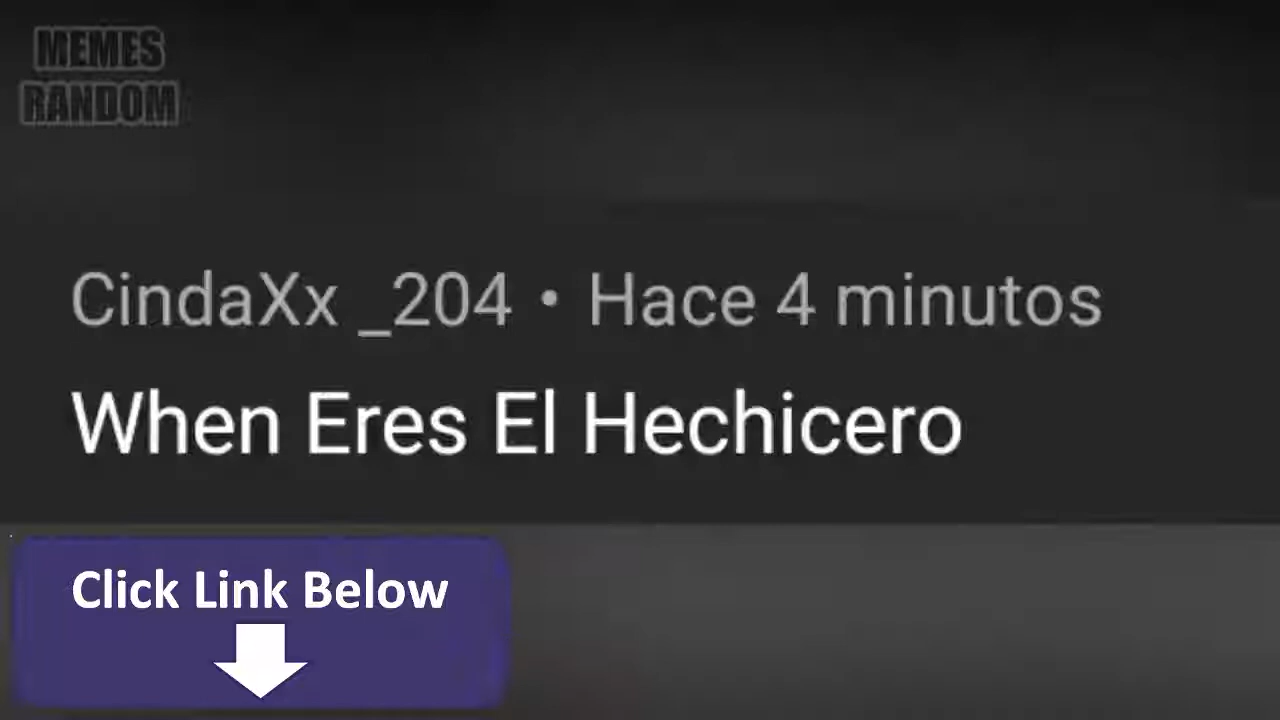 MEMES
RANDOM
CindaXx _204 • Hace 4 minutos
When Eres El Hechicero
Click Link Below